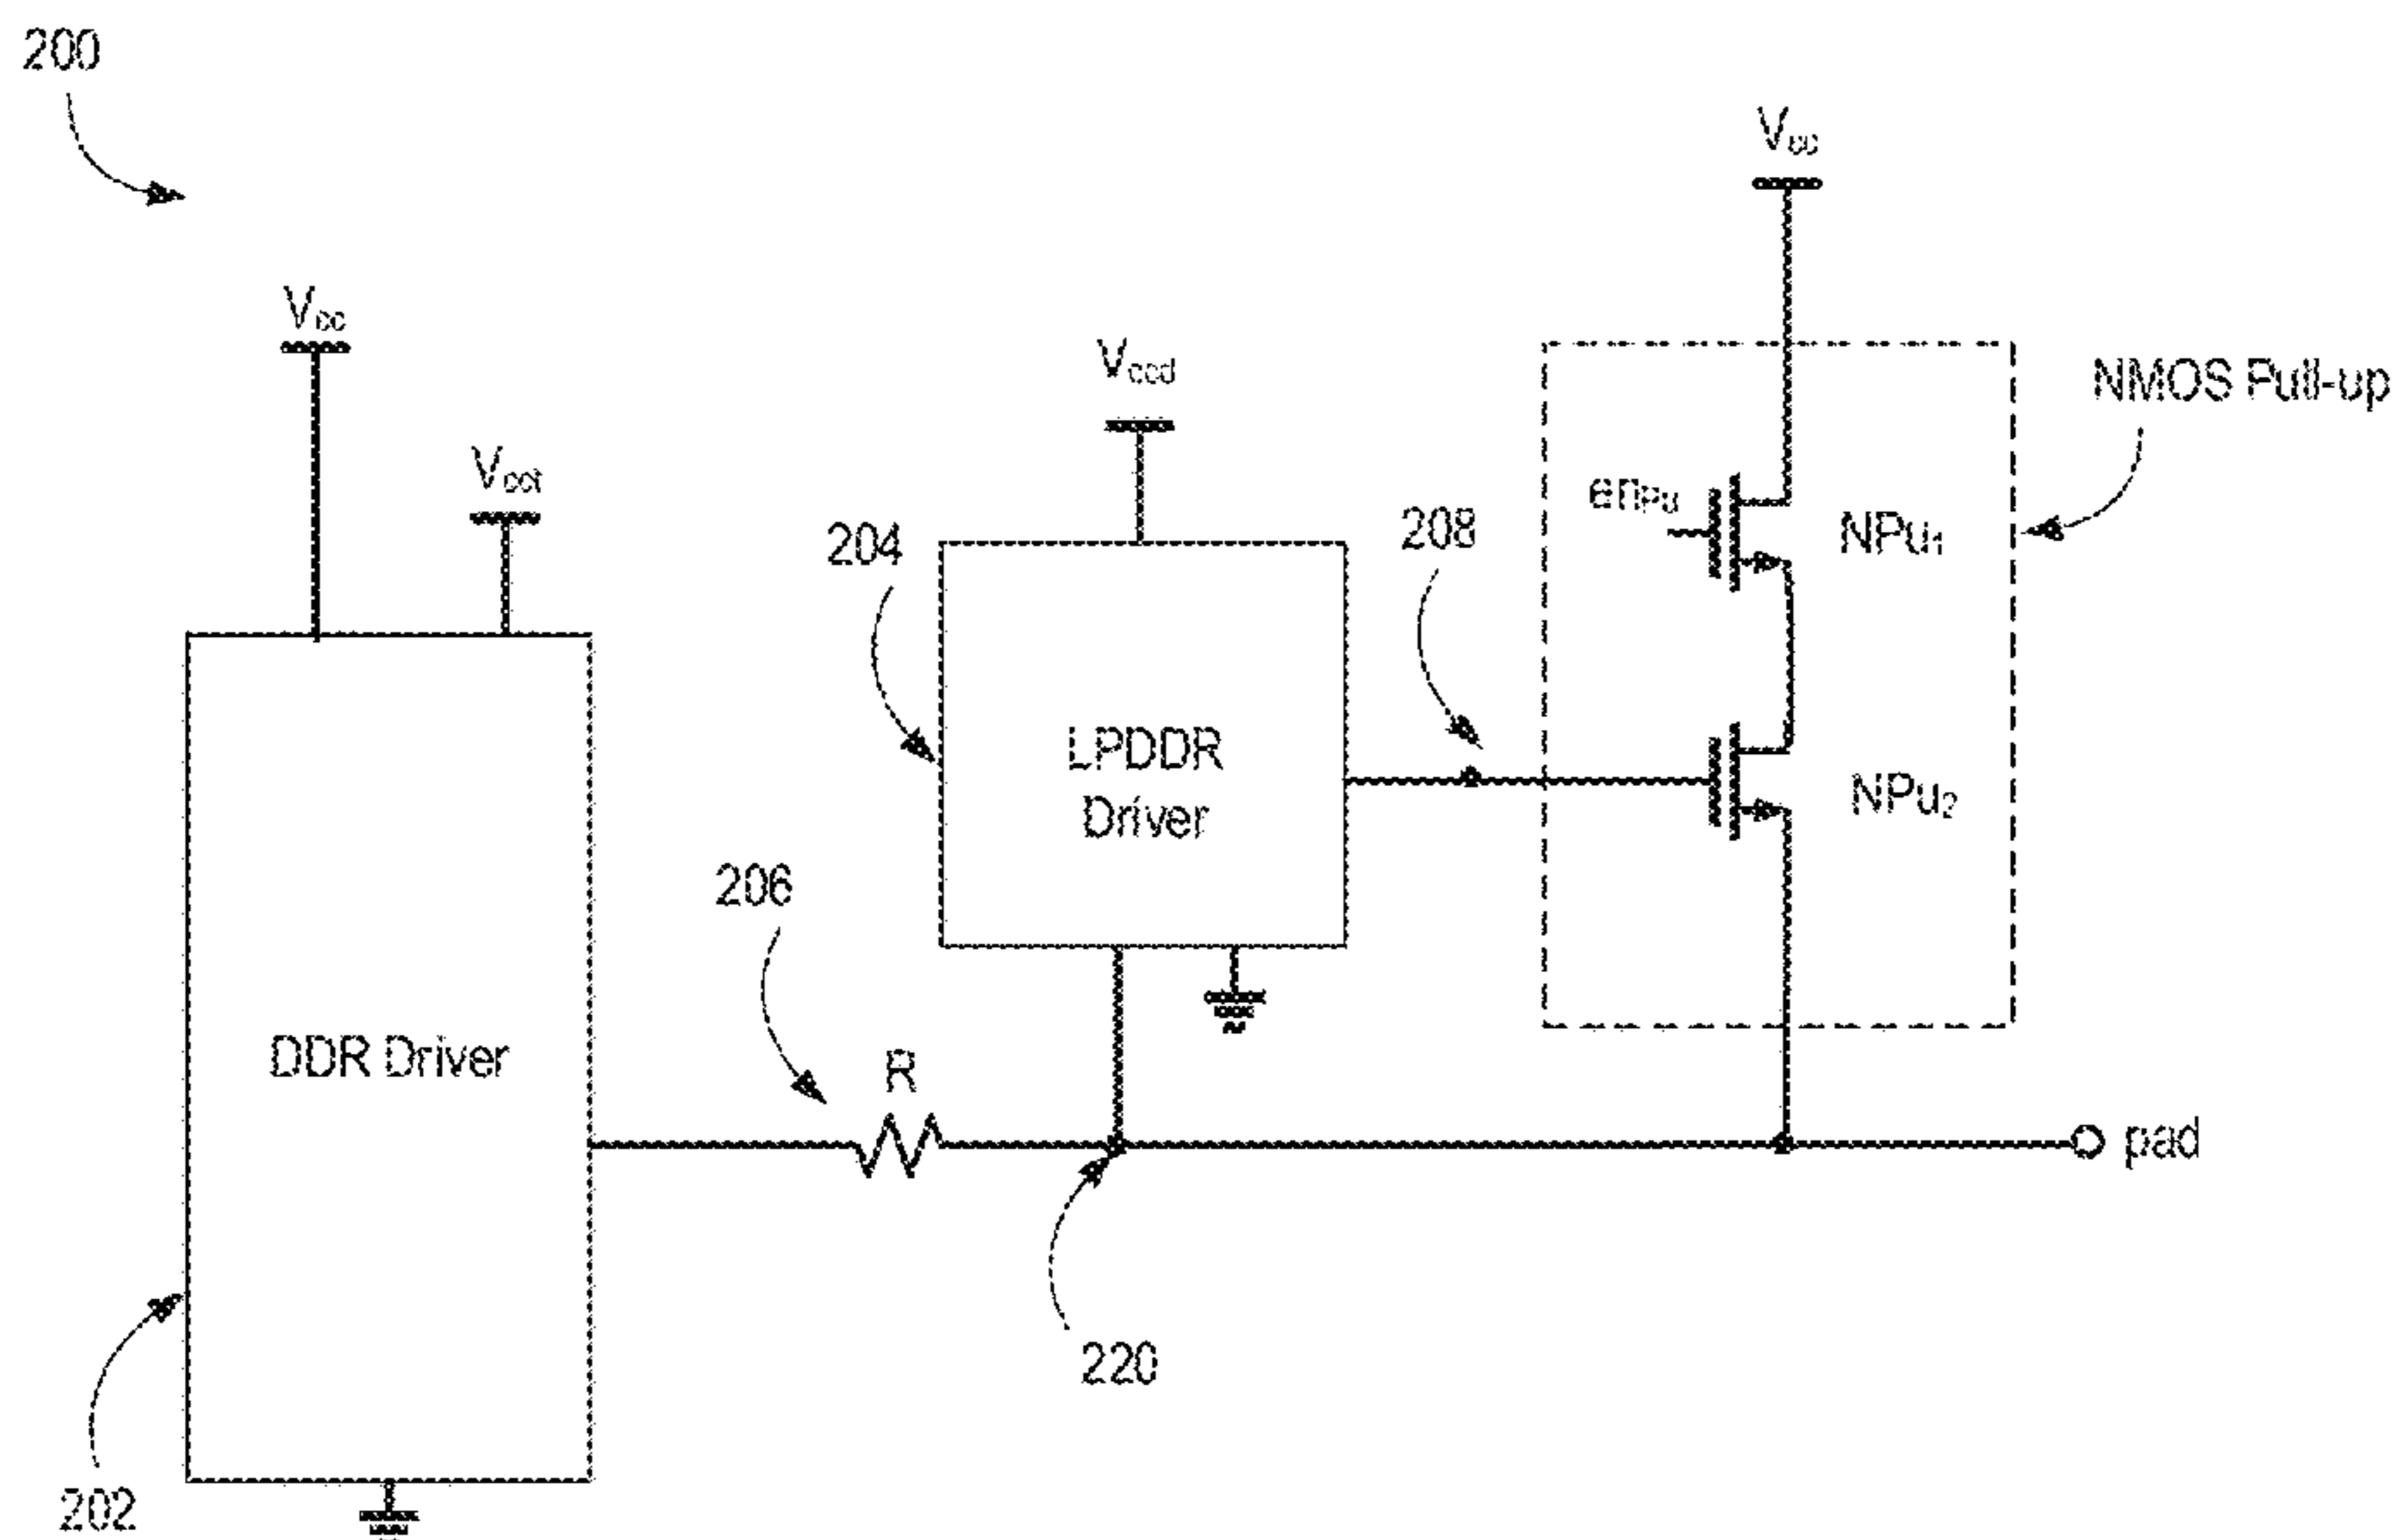 200
Vcc
Vcc
Vccd
NMOS Pull-up
Vcct
enPu
204
208
NPu1
LPDDR
Driver
NPu2
206
DDR Driver
R
pad
220
202